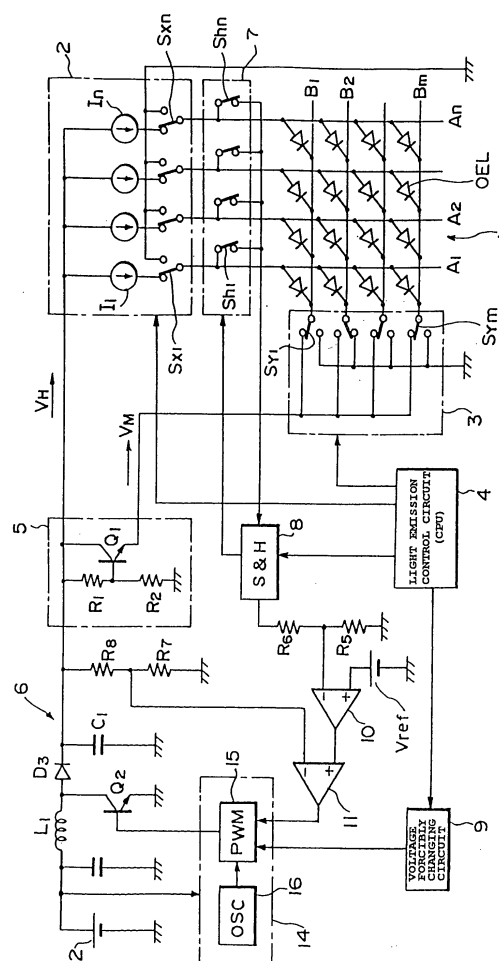 6
VH
2
I1
In
Sx1
Sxn
7
Sh1
Shn
5
VM
Q1
R1
R2
D3
L1
C1
Q2
R8
R7
2
15
PWM
OSC
16
14
11
10
Vref
R6
R5
S & H
8
B1
B2
Bm
A1
A2
An
OEL
1
SY1
SYm
3
LIGHT EMISSION
CONTROL CIRCUIT
(CPU)
4
VOLTAGE
FORCIBLY
CHANGING
CIRCUIT
9